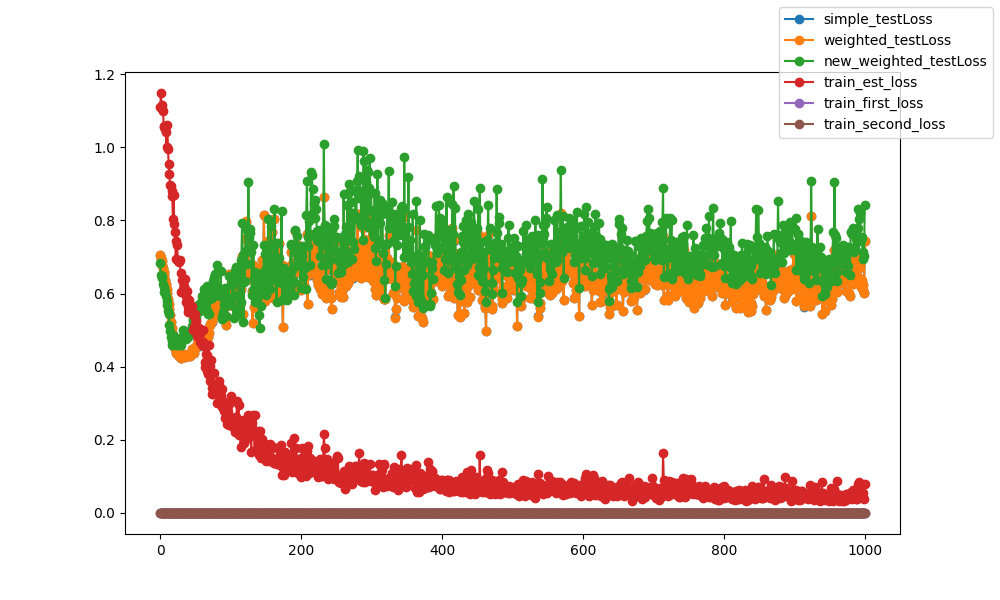 simple_testLoss
weighted_testLoss
new_weighted_testLoss
train_est_loss
train_first_loss
train_second_loss
1.2
1.0
0.8
0.6
0.4
0.2
0.0
0 200 400 600 800 1000